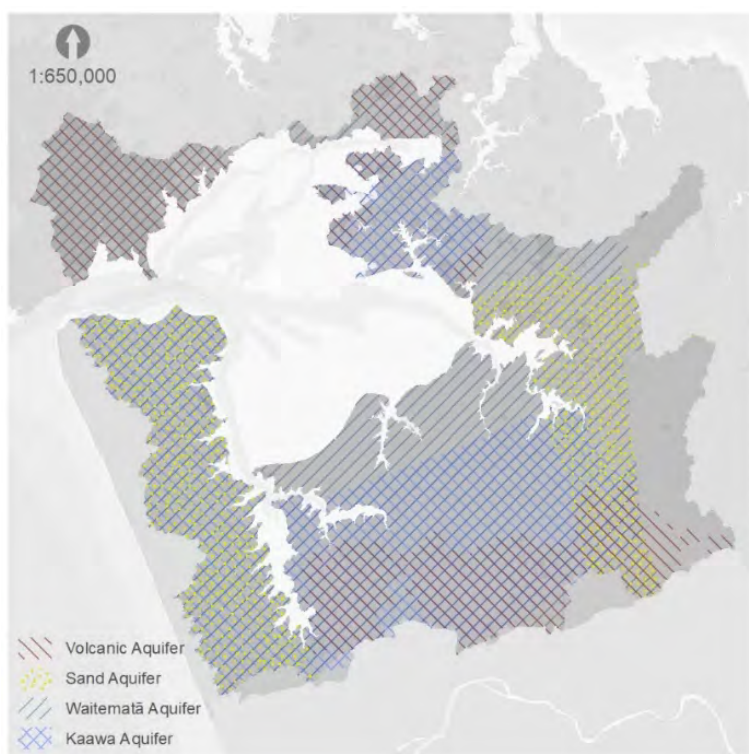 1:650,000
Volcanic Aquifer
Sand Aquifer
Waitematā Aquifer
Kaawa Aquifer